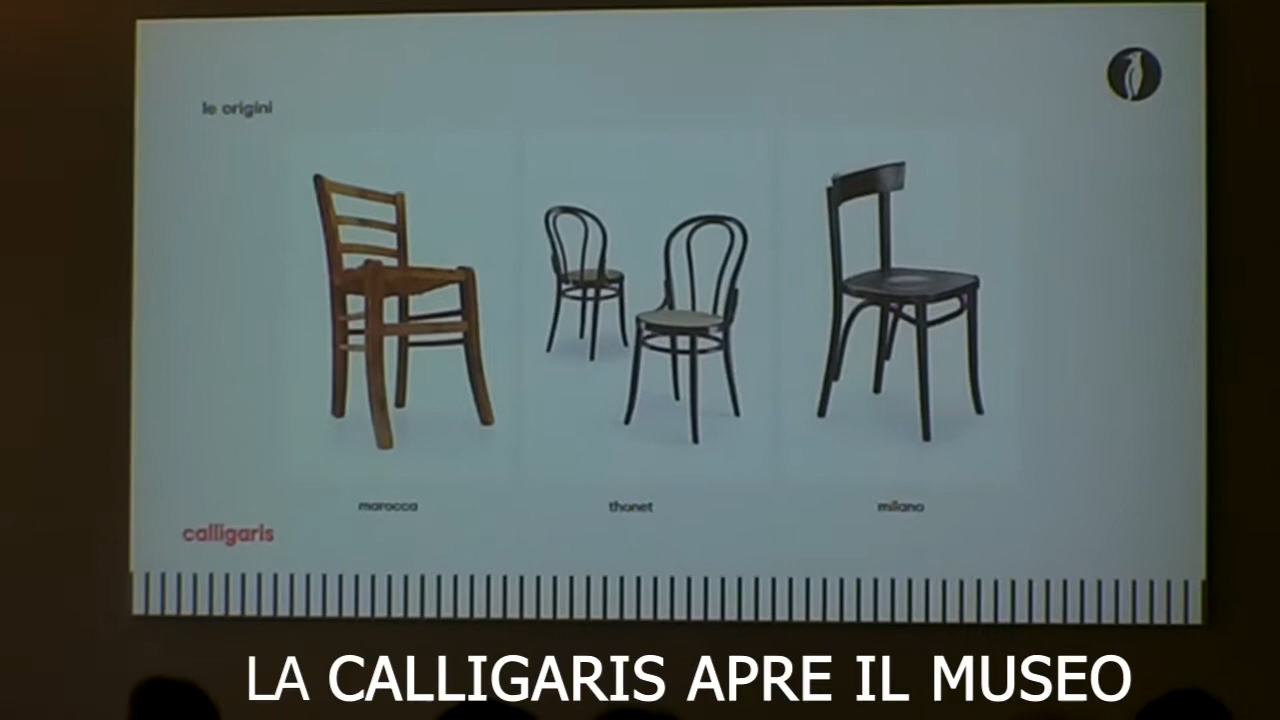 le origini
marocca
thonet
milano
calligaris
LA CALLIGARIS APRE IL MUSEO